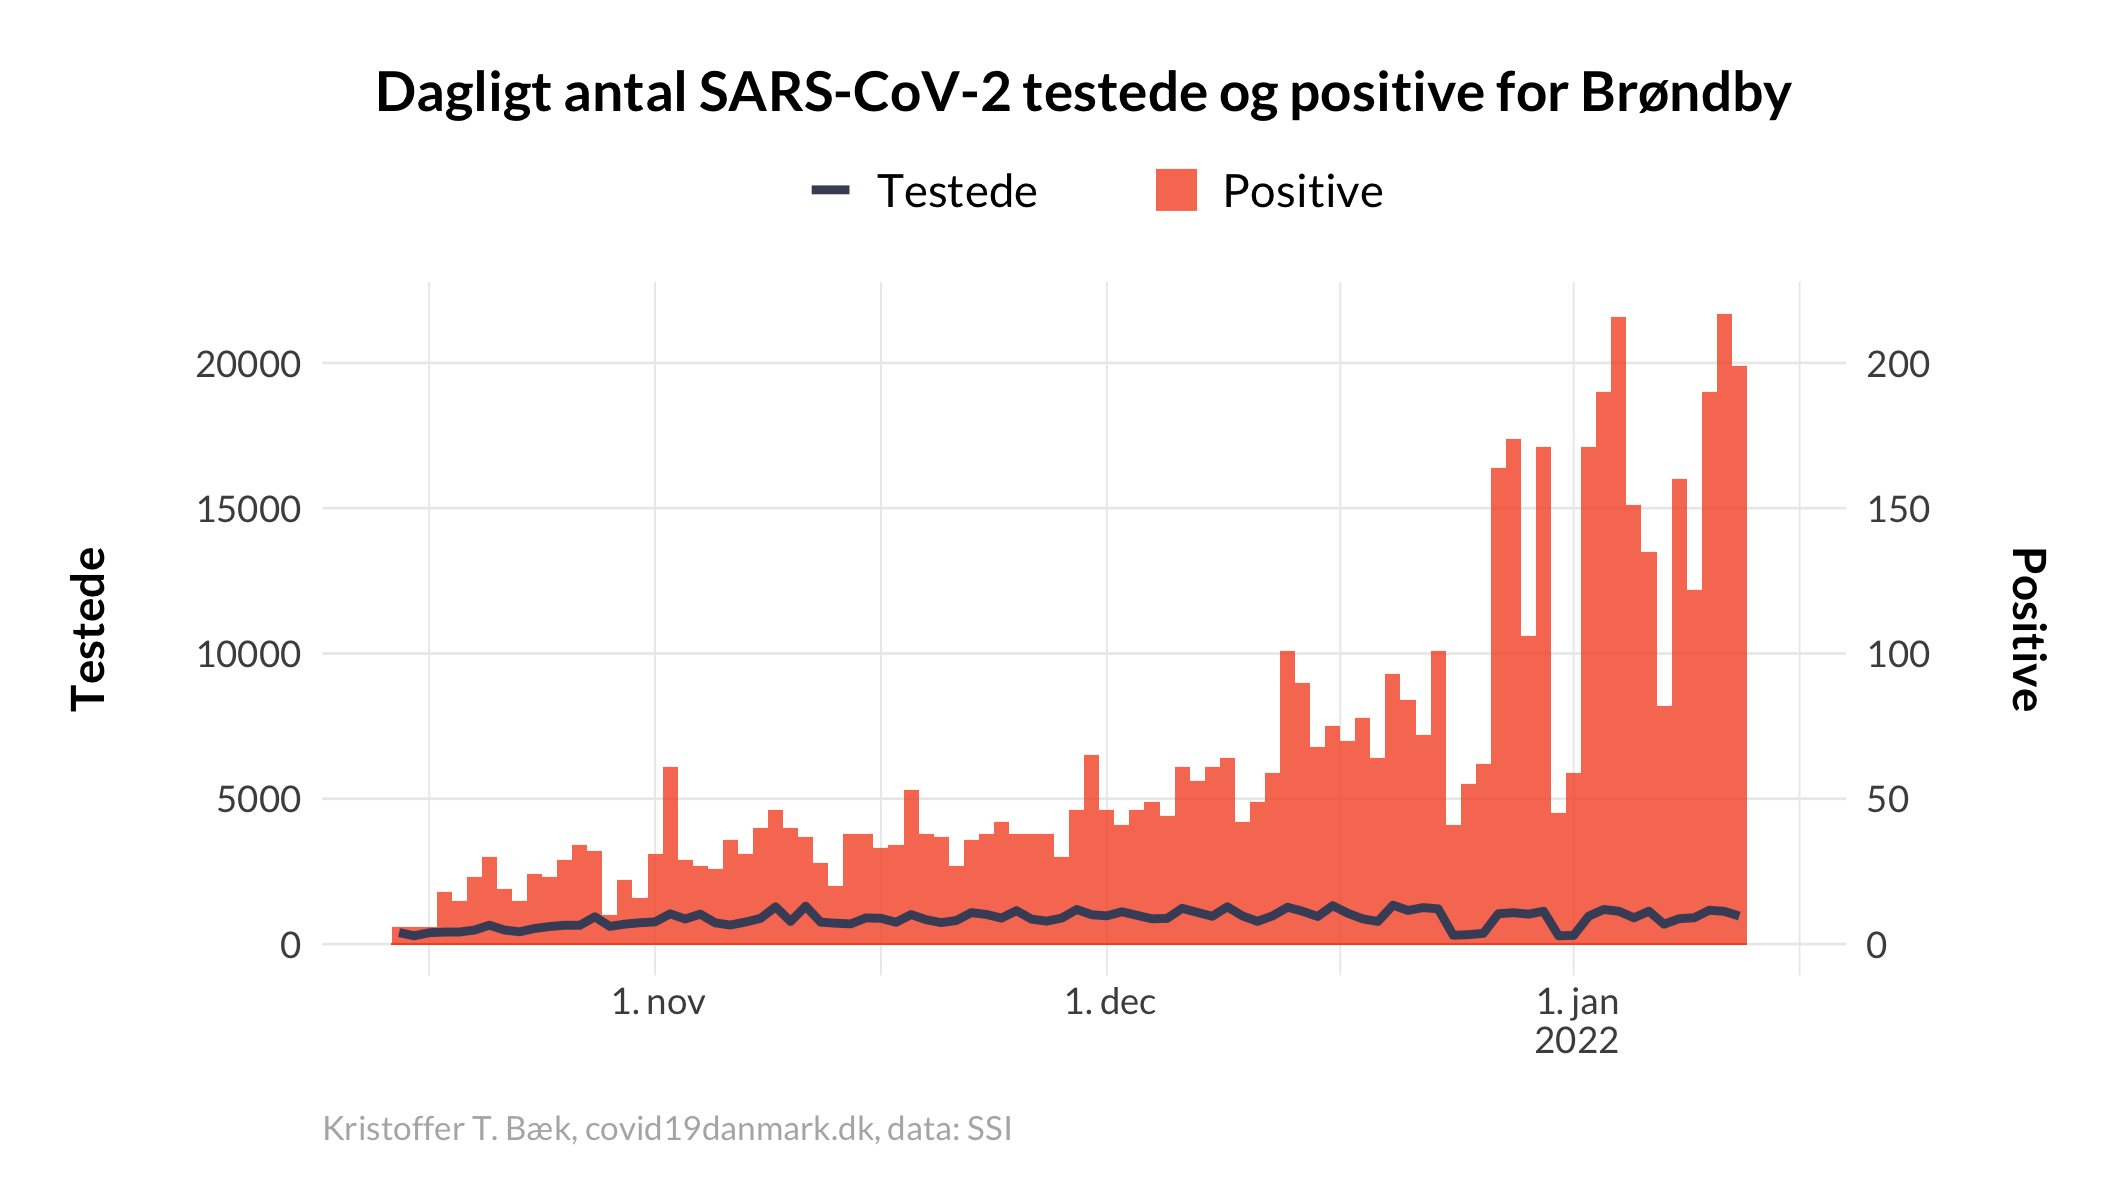 Dagligt antal SARS-CoV-2 testede og positive for Brøndby
Testede
Positive
20000
15000
10000
5000
0
Testede
200
150
100
50
0
Positive
1. nov
1. dec
1. jan
2022
Kristoffer T. Bæk, covid19danmark.dk, data: SSI